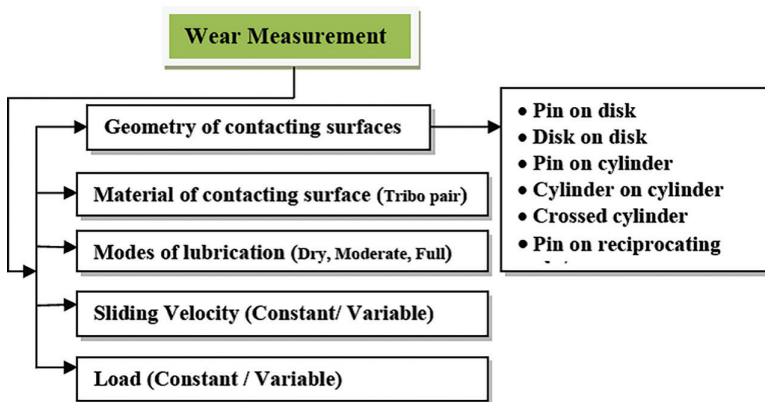 Wear Measurement
Geometry of contacting surfaces
Material of contacting surface (Tribo pair)
Modes of lubrication (Dry, Moderate, Full)
Sliding Velocity (Constant/ Variable)
Load (Constant / Variable)
• Pin on disk
• Disk on disk
• Pin on cylinder
• Cylinder on cylinder
• Crossed cylinder
• Pin on reciprocating